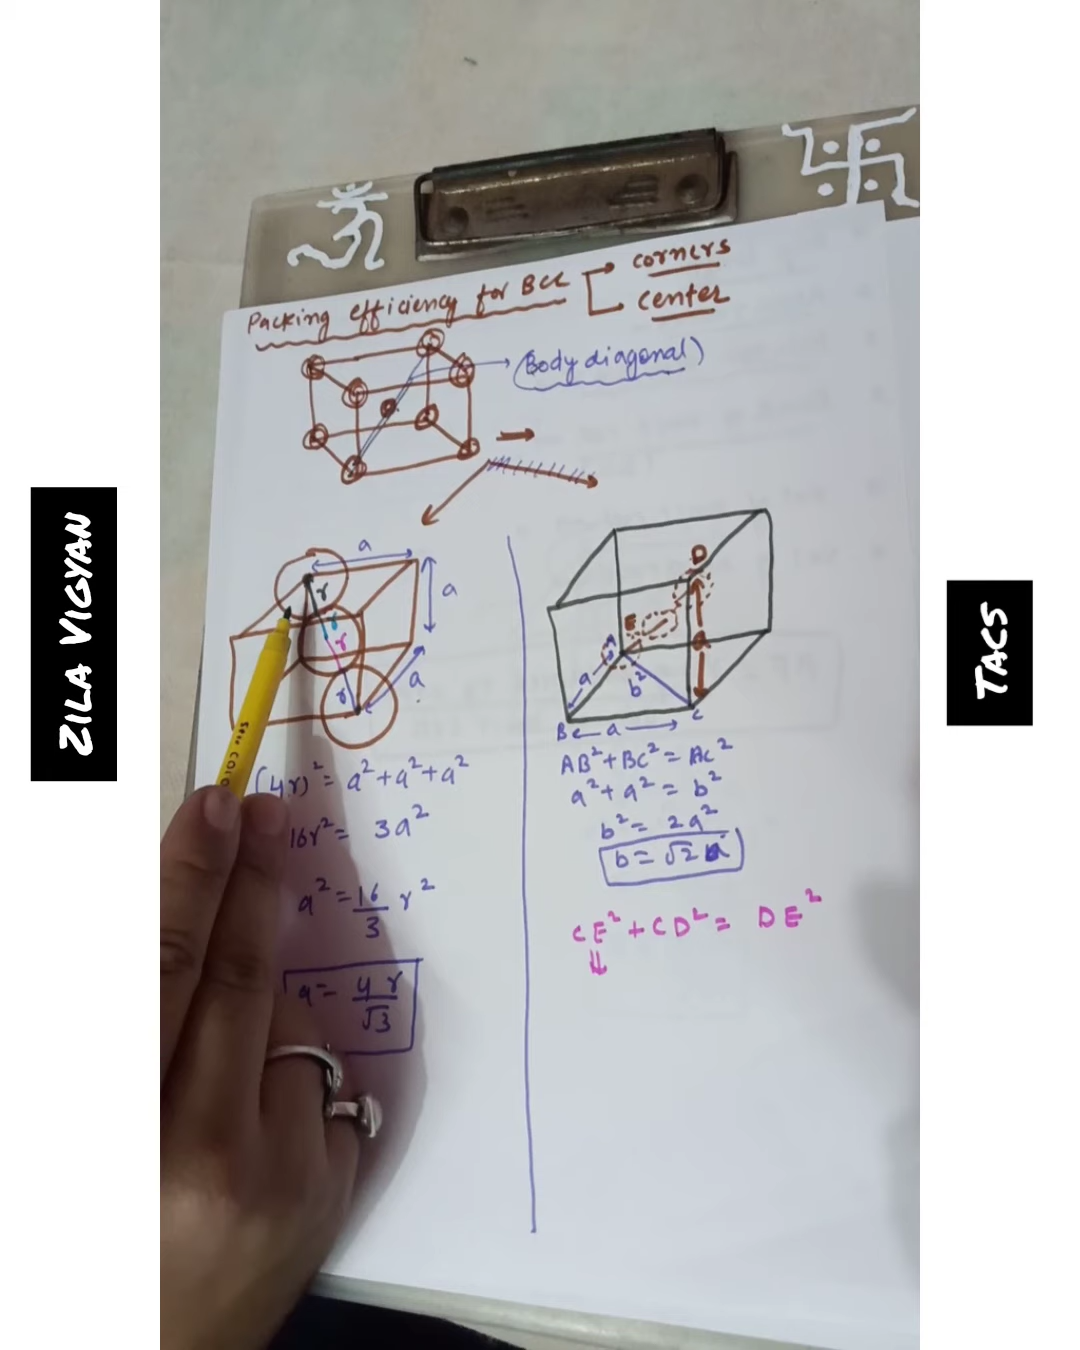 ZILA VIGYAN
TACS
ॐ
Packing efficiency for BCC
corners
center
(Body diagonal)
a
a
a
r
r
r
r
(4r)² = a² + a² + a²
16r² = 3a²
a² = 16/3 r²
a = 4r/√3
D
E
A
a
b²
B ← a → C
AB² + BC² = AC²
a² + a² = b²
b² = 2a²
b = √2 a
CE² + CD² = DE²
⇓